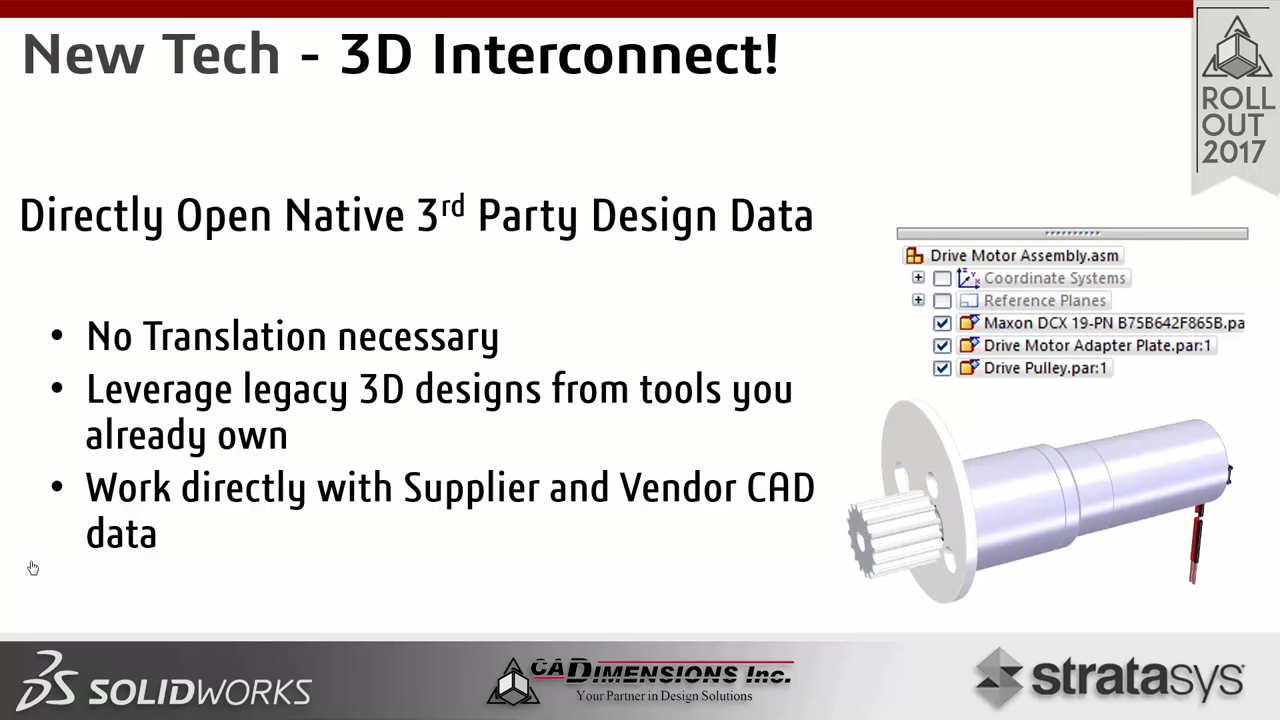 New Tech - 3D Interconnect!
ROLL
OUT
2017
Directly Open Native 3rd Party Design Data
Drive Motor Assembly.asm
Coordinate Systems
Reference Planes
Maxon DCX 19-PN B75B642F865B.pa
Drive Motor Adapter Plate.par:1
Drive Pulley.par:1
• No Translation necessary
• Leverage legacy 3D designs from tools you
already own
• Work directly with Supplier and Vendor CAD
data
3DS SOLIDWORKS
CADIMENSIONS Inc.
Your Partner in Design Solutions
stratasys